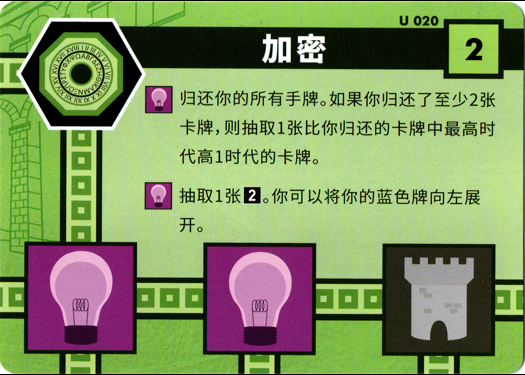 U 020
加密
2
归还你的所有手牌。如果你归还了至少2张
卡牌，则抽取1张比你归还的卡牌中最高时
代高1时代的卡牌。
抽取1张2。你可以将你的蓝色牌向左展
开。